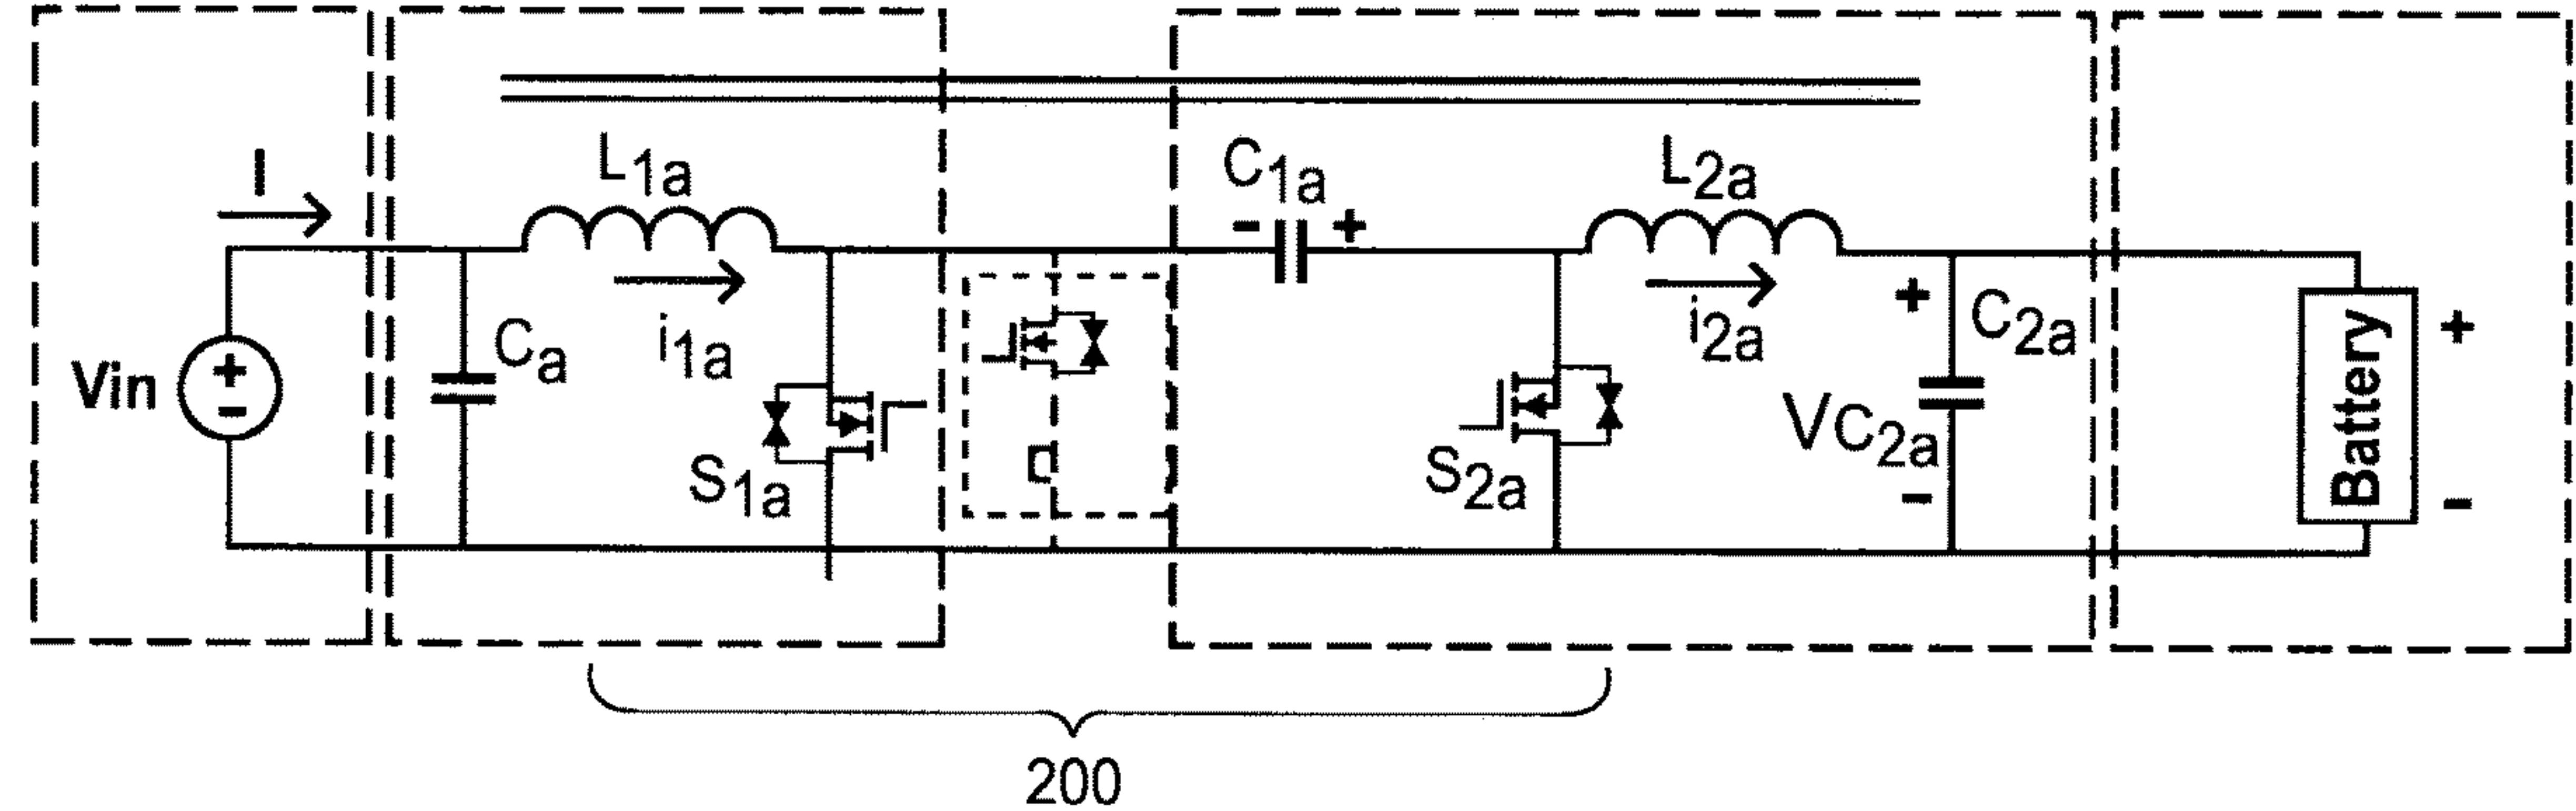 I
L1a
C1a
L2a
- +
Vin
+
-
Ca
i1a
S1a
i2a
S2a
+
C2a
VC2a
-
Battery
+
-
200